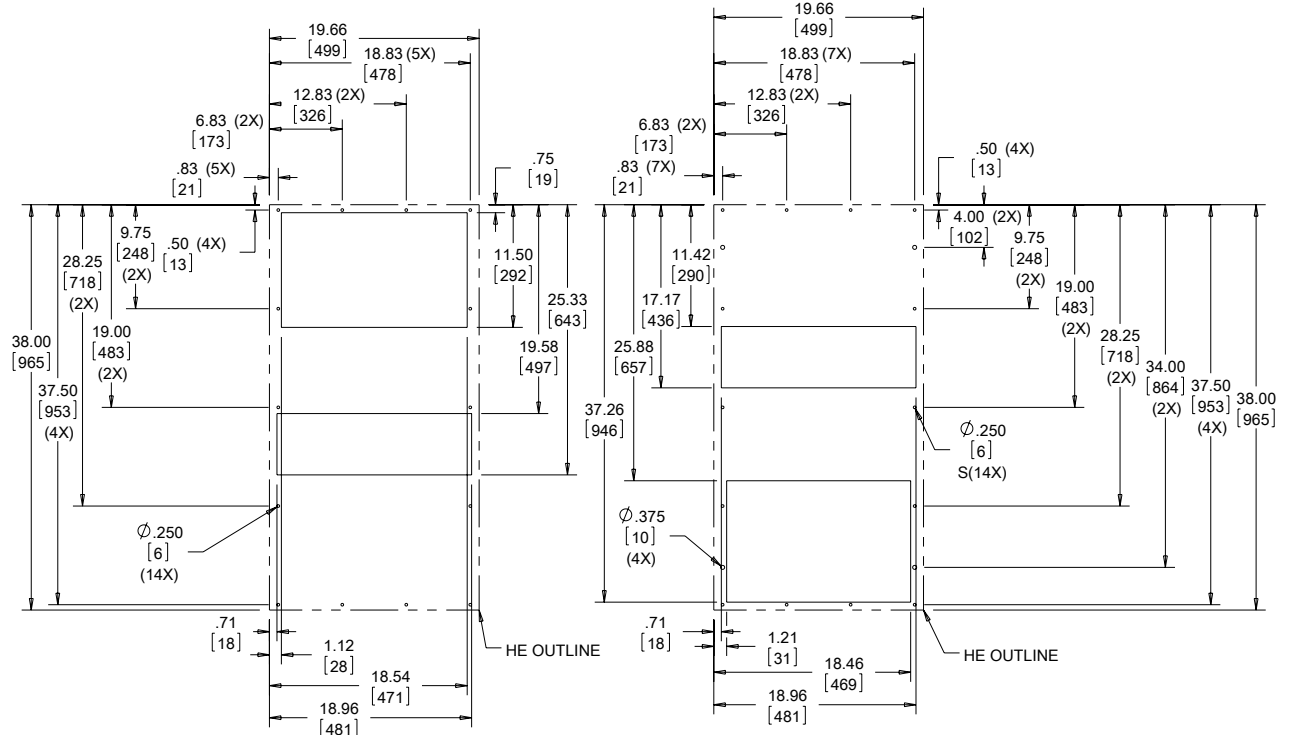 19.66
[499]
18.83 (5X)
[478]
12.83 (2X)
[326]
6.83 (2X)
[173]
.83 (5X)
[21]
.75
[19]
9.75
[248]
(2X)
.50 (4X)
[13]
28.25
[718]
(2X)
11.50
[292]
25.33
[643]
19.00
[483]
(2X)
38.00
[965]
19.58
[497]
37.50
[953]
(4X)
Ø.250
[6]
(14X)
.71
[18]
1.12
[28]
HE OUTLINE
18.54
[471]
18.96
[481]
19.66
[499]
18.83 (7X)
[478]
12.83 (2X)
[326]
6.83 (2X)
[173]
.83 (7X)
[21]
.50 (4X)
[13]
4.00 (2X)
[102]
9.75
[248]
(2X)
11.42
[290]
17.17
[436]
19.00
[483]
(2X)
25.88
[657]
28.25
[718]
(2X)
34.00
[864]
(2X)
37.26
[946]
37.50
[953]
(4X)
38.00
[965]
Ø.250
[6]
S(14X)
Ø.375
[10]
(4X)
.71
[18]
1.21
[31]
HE OUTLINE
18.46
[469]
18.96
[481]